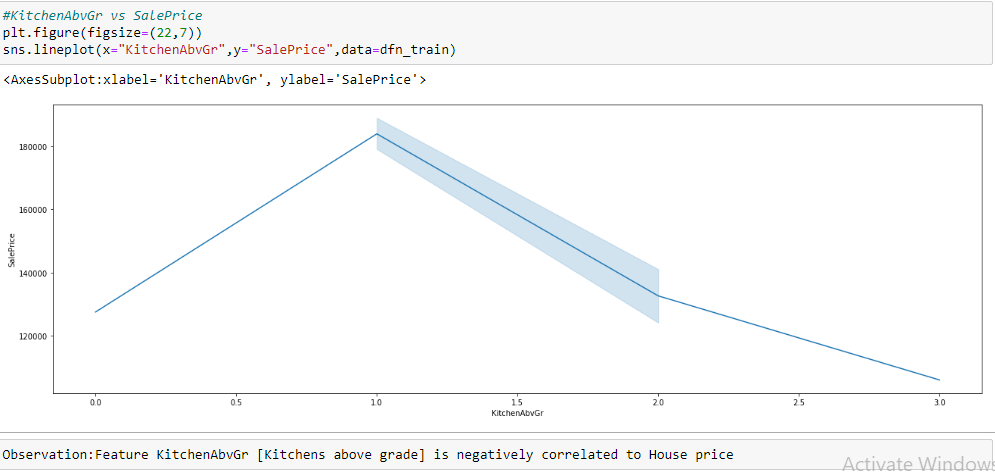 #KitchenAbvGr vs SalePrice
plt.figure(figsize=(22,7))
sns.lineplot(x="KitchenAbvGr",y="SalePrice",data=dfn_train)
<AxesSubplot:xlabel='KitchenAbvGr', ylabel='SalePrice'>
180000
160000
140000
120000
SalePrice
0.0 0.5 1.0 1.5 2.0 2.5 3.0
KitchenAbvGr
Observation:Feature KitchenAbvGr [Kitchens above grade] is negatively correlated to House price
Activate Windows